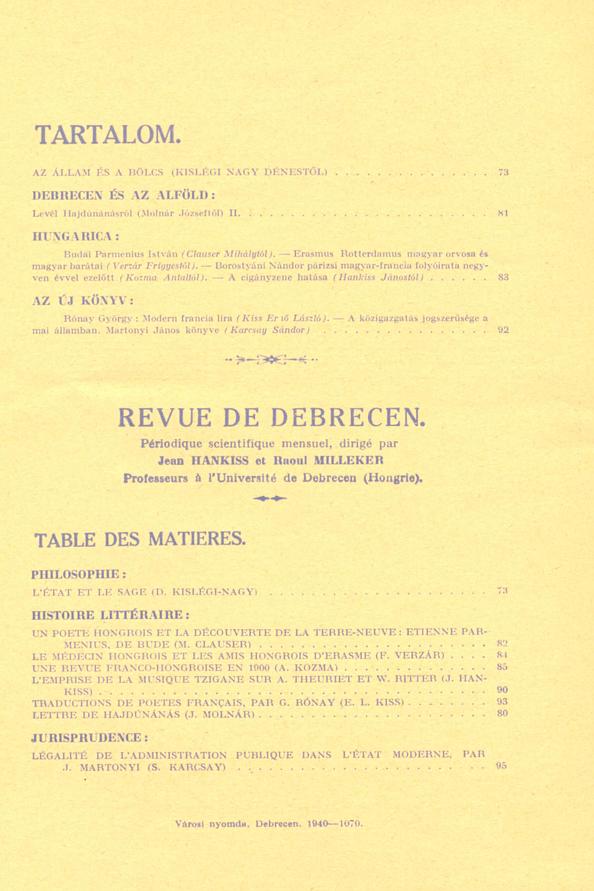 TARTALOM.
AZ ÁLLAM ÉS A BÖLCS (KISLÉGI NAGY DÉNESTŐL) . . . . . . . . . . . . . . . 73
DEBRECEN ÉS AZ ALFÖLD:
Levél Hajdúnánásról (Molnár Józseftől) II. . . . . . . . . . . . . . . . . . . . . . . . 81
HUNGARICA:
Budai Parmenius István (Clauser Mihálytól). — Erasmus Rotterdamus magyar orvosa és
magyar barátai (Verzár Frigyestől). — Borostyáni Nándor párizsi magyar-francia folyóirata negy-
ven évvel ezelőtt (Kozma Antaltól). — A cigányzene hatása (Hankiss Jánostól) . . . . . . 83
AZ ÚJ KÖNYV:
Rónay György: Modern francia líra (Kiss Ernő László). — A közigazgatás jogszerűsége a
mai államban. Martonyi János könyve (Karcsay Sándor) . . . . . . . . . . . . . . . . . 92
REVUE DE DEBRECEN.
Périodique scientifique mensuel, dirigé par
Jean HANKISS et Raoul MILLEKER
Professeurs à l'Université de Debrecen (Hongrie).
TABLE DES MATIERES.
PHILOSOPHIE:
L'ÉTAT ET LE SAGE (D. KISLÉGI-NAGY) . . . . . . . . . . . . . . . . . . . . . 73
HISTOIRE LITTÉRAIRE:
UN POETE HONGROIS ET LA DÉCOUVERTE DE LA TERRE-NEUVE: ETIENNE PAR-
MENIUS, DE BUDE (M. CLAUSER) . . . . . . . . . . . . . . . . . . . . . . 82
LE MÉDECIN HONGROIS ET LES AMIS HONGROIS D'ERASME (F. VERZÁR) . . . . 84
UNE REVUE FRANCO-HONGROISE EN 1900 (A. KOZMA) . . . . . . . . . . . . . . 85
L'EMPRISE DE LA MUSIQUE TZIGANE SUR A. THEURIET ET W. RITTER (J. HAN-
KISS) . . . . . . . . . . . . . . . . . . . . . . . . . . . . . . . . . . . . . 90
TRADUCTIONS DE POETES FRANÇAIS, PAR G. RÓNAY (E. L. KISS) . . . . . . . . 93
LETTRE DE HAJDÚNÁNÁS (J. MOLNÁR) . . . . . . . . . . . . . . . . . . . . . . 80
JURISPRUDENCE:
LÉGALITÉ DE L'ADMINISTRATION PUBLIQUE DANS L'ÉTAT MODERNE, PAR
J. MARTONYI (S. KARCSAY) . . . . . . . . . . . . . . . . . . . . . . . . 95
Városi nyomda, Debrecen. 1940—1070.